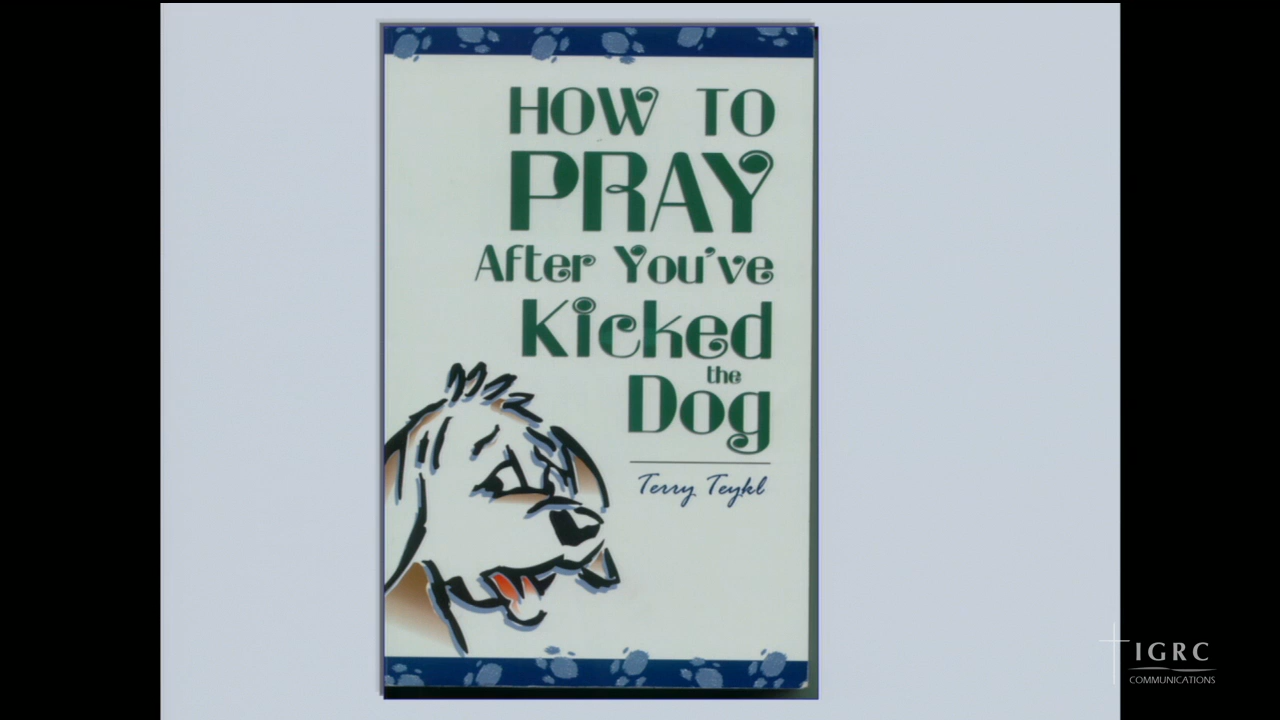 HOW TO
PRAY
After You've
Kicked
the
Dog
Terry Teykl
IGRC
COMMUNICATIONS